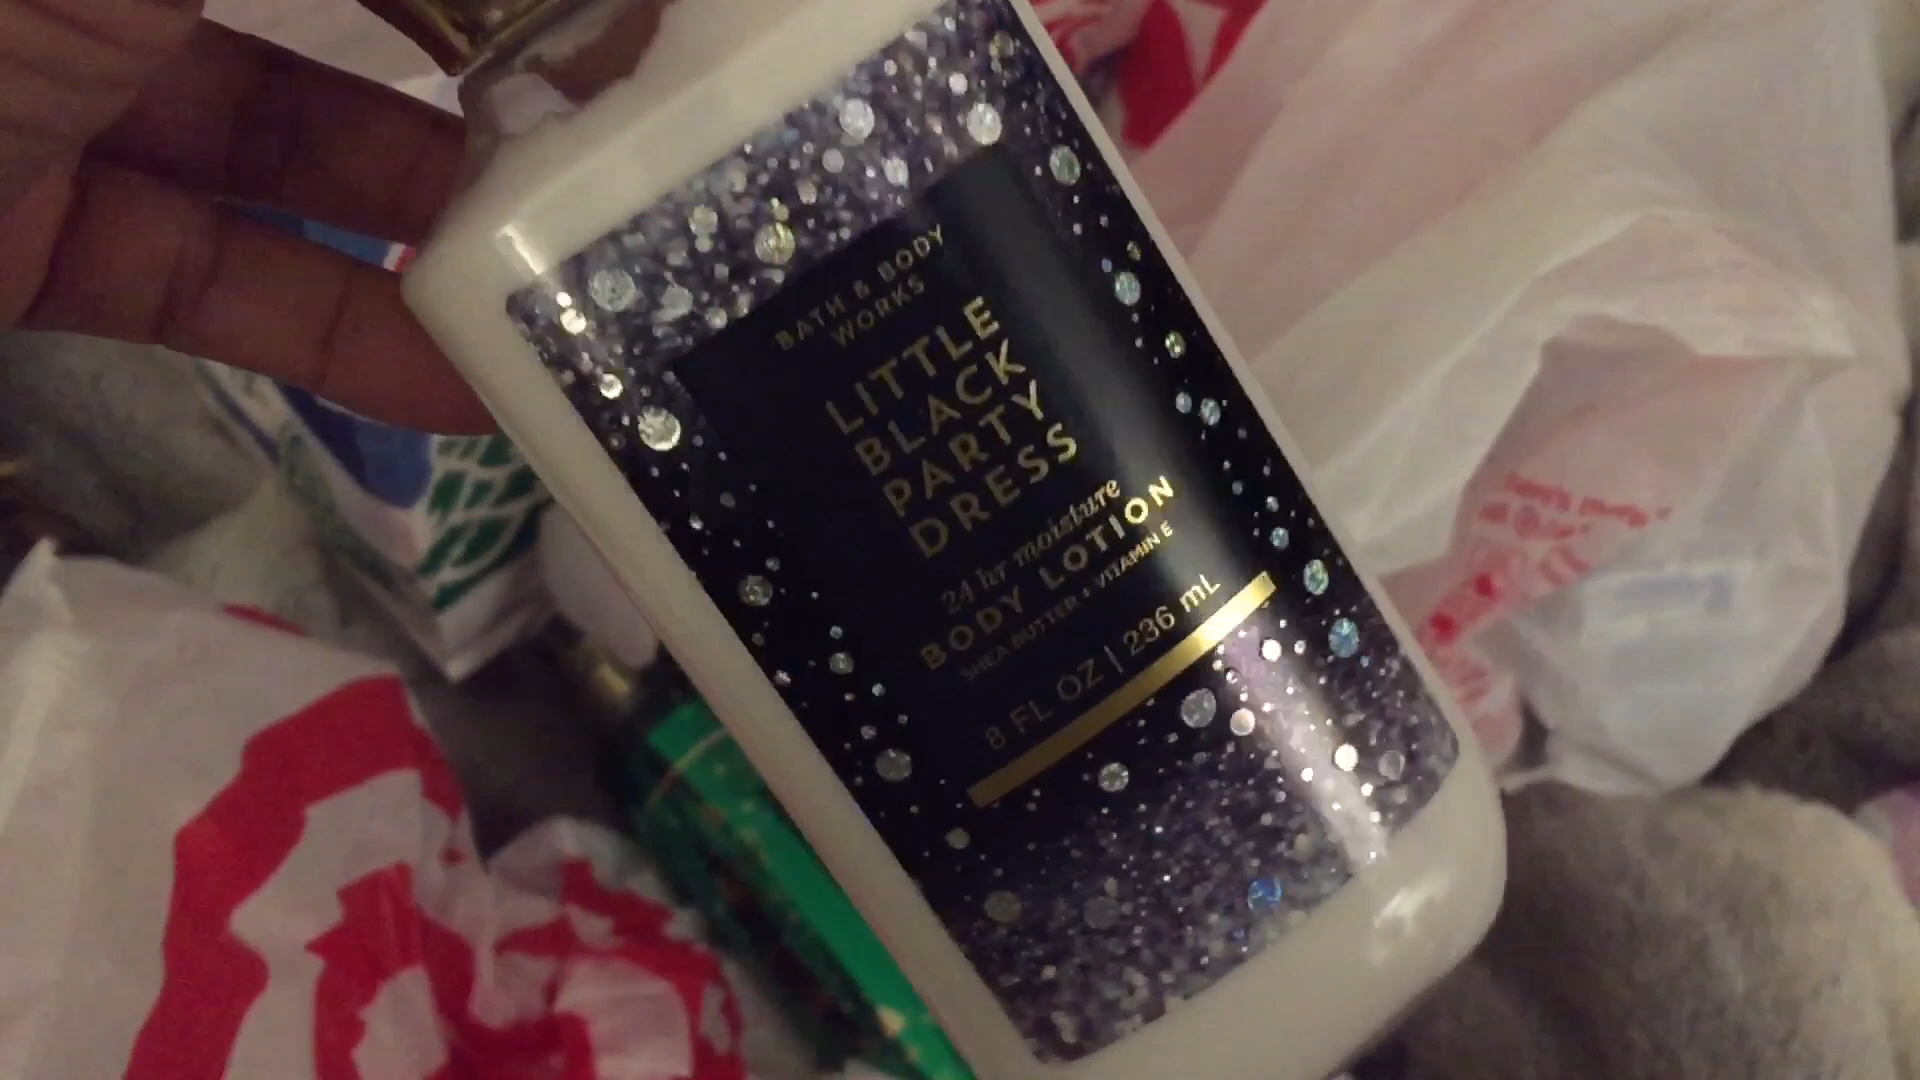 BATH & BODY
WORKS
LITTLE
BLACK
PARTY
DRESS
24 hr moisture
BODY LOTION
SHEA BUTTER + VITAMIN E
8 FL OZ | 236 mL